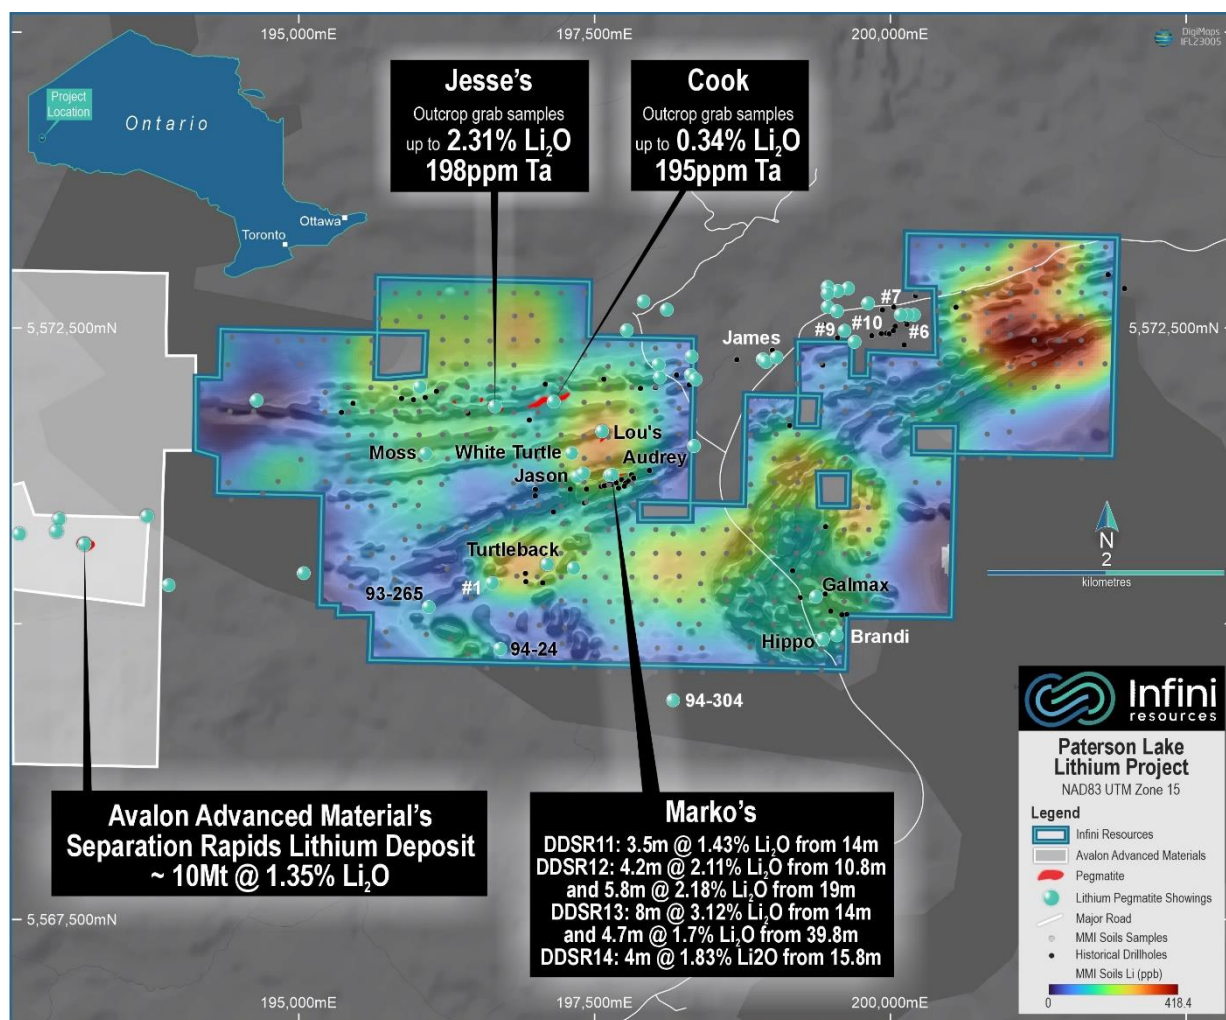 195,000mE
197,500mE
200,000mE
DigiMaps
IFL23005
Project
Location
Ontario
Ottawa
Toronto
Jesse's
Outcrop grab samples
up to 2.31% Li₂O
198ppm Ta
Cook
Outcrop grab samples
up to 0.34% Li₂O
195ppm Ta
5,572,500mN
5,572,500mN
#7
#10
#9
#6
James
Lou's
Moss
White Turtle
Audrey
Jason
Turtleback
#1
93-265
94-24
Galmax
Hippo
Brandi
94-304
N
2
kilometres
Avalon Advanced Material's
Separation Rapids Lithium Deposit
~ 10Mt @ 1.35% Li₂O
Marko's
DDSR11: 3.5m @ 1.43% Li₂O from 14m
DDSR12: 4.2m @ 2.11% Li₂O from 10.8m
and 5.8m @ 2.18% Li₂O from 19m
DDSR13: 8m @ 3.12% Li₂O from 14m
and 4.7m @ 1.7% Li₂O from 39.8m
DDSR14: 4m @ 1.83% Li2O from 15.8m
5,567,500mN
195,000mE
197,500mE
200,000mE
Infini
resources
Paterson Lake
Lithium Project
NAD83 UTM Zone 15
Legend
Infini Resources
Avalon Advanced Materials
Pegmatite
Lithium Pegmatite Showings
Major Road
MMI Soils Samples
Historical Drillholes
MMI Soils Li (ppb)
0
418.4